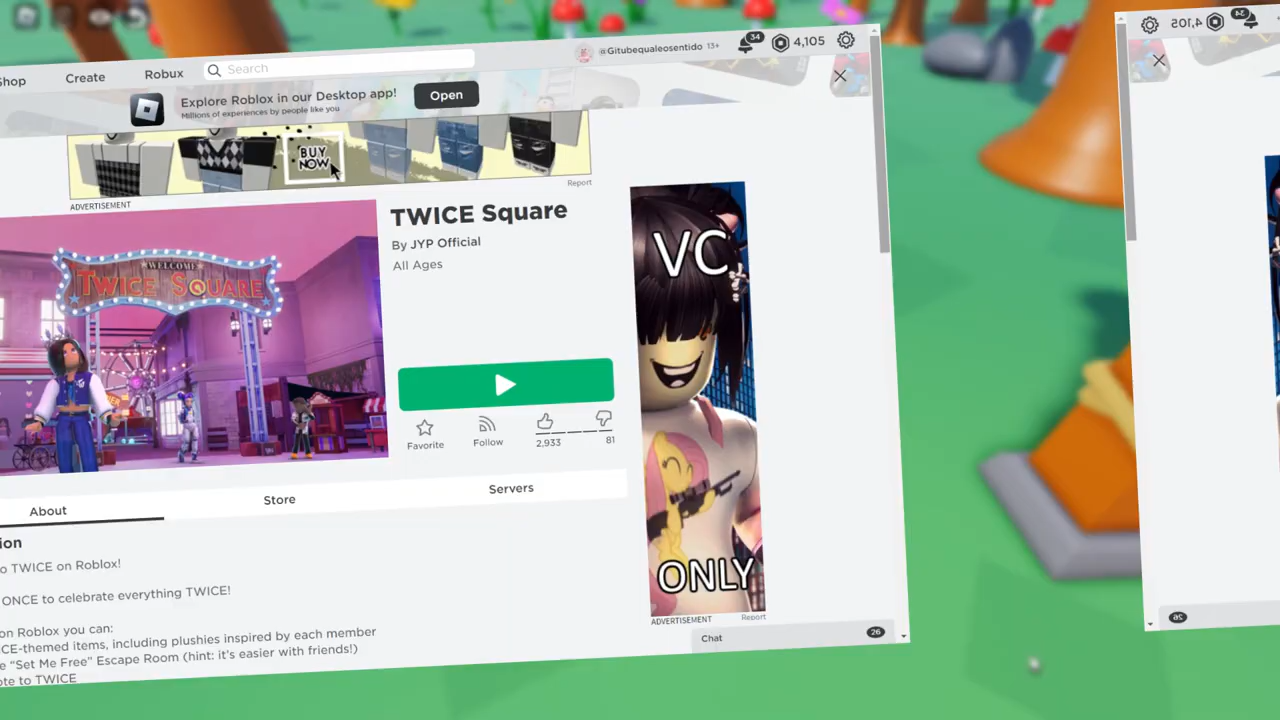 Shop Create Robux Search @Gitubequaleosentido 13+ 34 4,105
Explore Roblox in our Desktop app! Open
Millions of experiences by people like you
BUY
NOW
ADVERTISEMENT Report
WELCOME
TWICE SQUARE
TWICE Square
By JYP Official
All Ages
Favorite Follow 2,933 81
About Store Servers
ion
o TWICE on Roblox!
ONCE to celebrate everything TWICE!
on Roblox you can:
CE-themed items, including plushies inspired by each member
e “Set Me Free” Escape Room (hint: it's easier with friends!)
ote to TWICE
VC
ONLY
ADVERTISEMENT Report
Chat 26
4,105 34
26